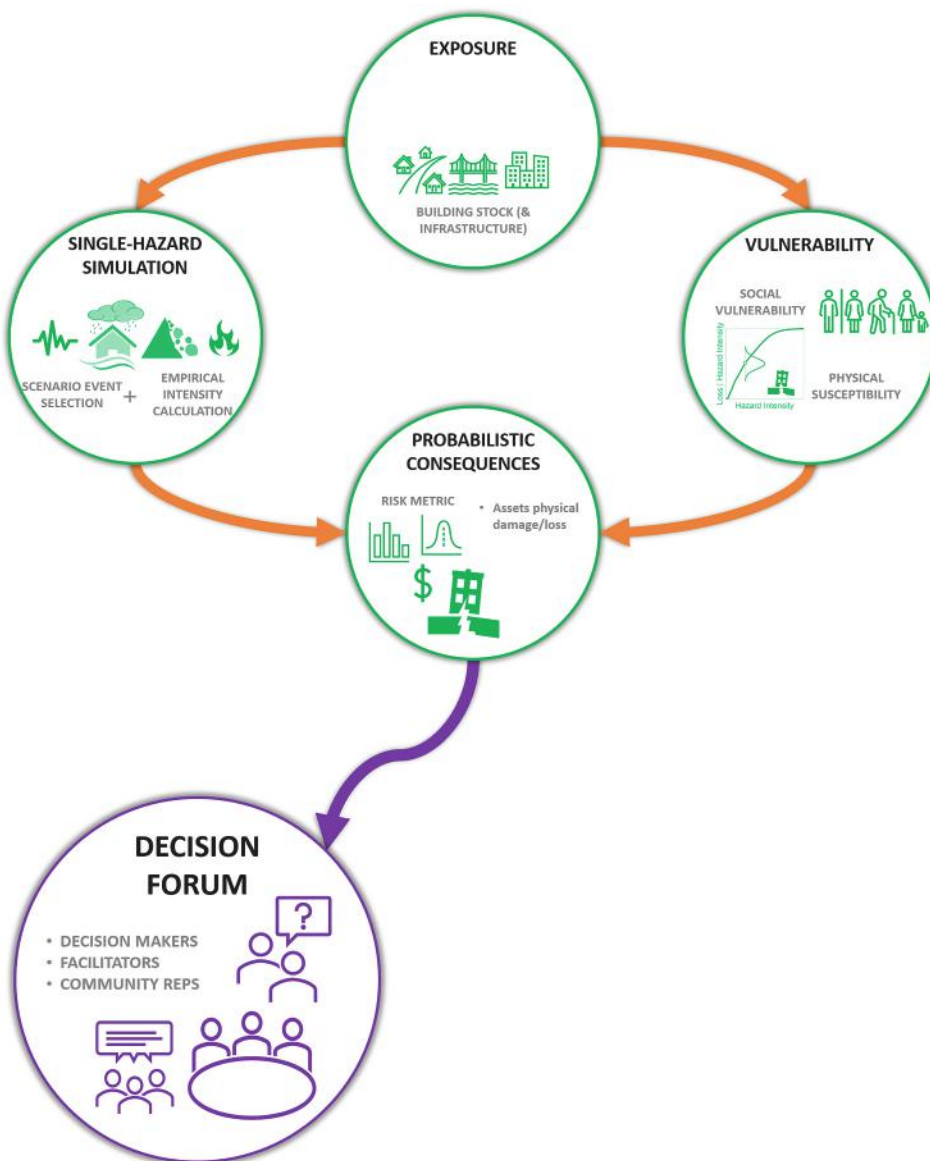 EXPOSURE
BUILDING STOCK (&
INFRASTRUCTURE)
SINGLE-HAZARD
SIMULATION
SCENARIO EVENT
SELECTION
+
EMPIRICAL
INTENSITY
CALCULATION
VULNERABILITY
SOCIAL
VULNERABILITY
Loss | Hazard Intensity
Hazard Intensity
PHYSICAL
SUSCEPTIBILITY
PROBABILISTIC
CONSEQUENCES
RISK METRIC
• Assets physical
damage/loss
$
DECISION
FORUM
?
• DECISION MAKERS
• FACILITATORS
• COMMUNITY REPS